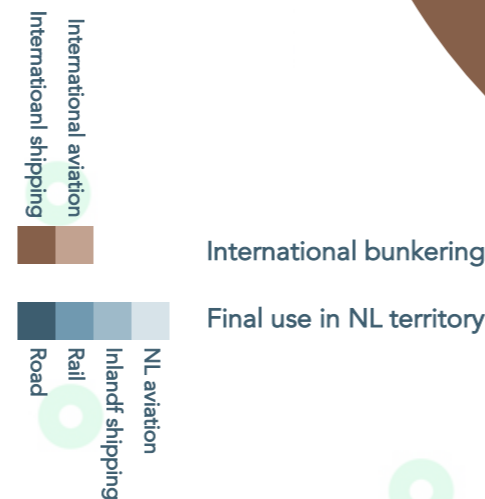 Internatioanl shipping
International aviation
International bunkering
Final use in NL territory
Road
Rail
Inlandf shipping
NL aviation